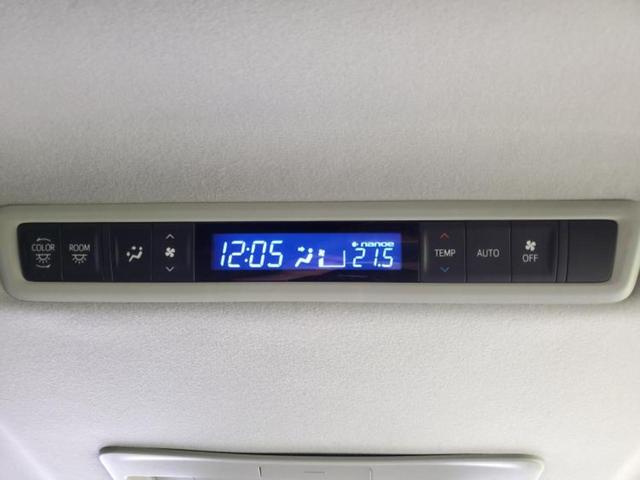 COLOR
ROOM
12:05
nanoe
21.5
TEMP
AUTO
OFF